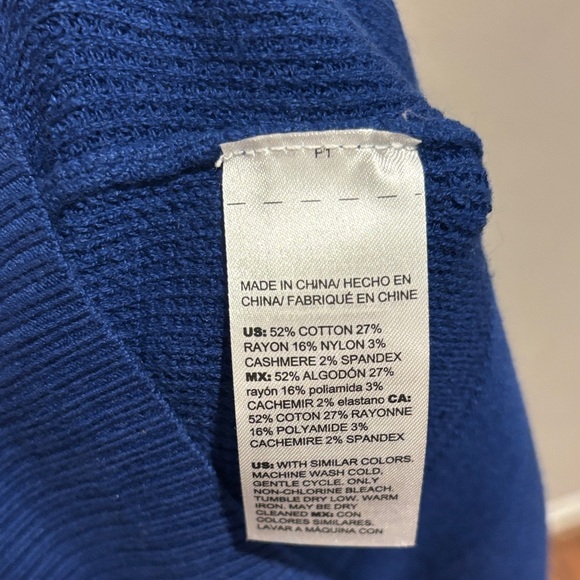 P1
MADE IN CHINA/ HECHO EN
CHINA/ FABRIQUÉ EN CHINE
US: 52% COTTON 27%
RAYON 16% NYLON 3%
CASHMERE 2% SPANDEX
MX: 52% ALGODÓN 27%
rayón 16% poliamida 3%
CACHEMIR 2% elastano CA:
52% COTON 27% RAYONNE
16% POLYAMIDE 3%
CACHEMIRE 2% SPANDEX
US: WITH SIMILAR COLORS.
MACHINE WASH COLD,
GENTLE CYCLE. ONLY
NON-CHLORINE BLEACH.
TUMBLE DRY LOW. WARM
IRON. MAY BE DRY
CLEANED MX: CON
COLORES SIMILARES.
LAVAR A MÁQUINA CON